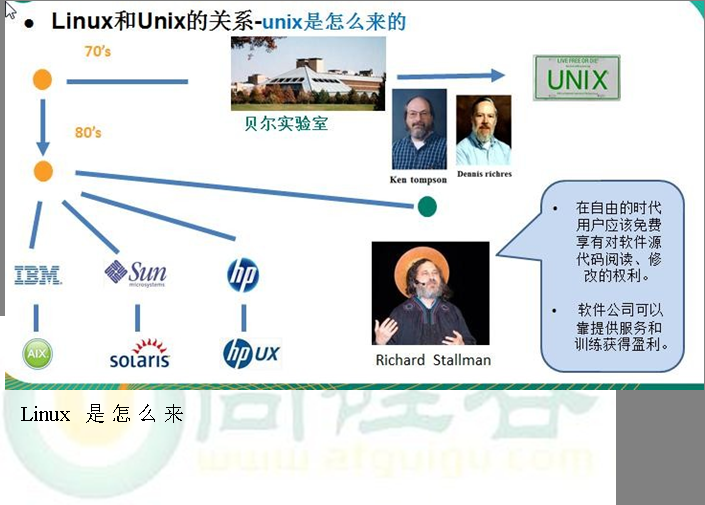 ● Linux和Unix的关系-unix是怎么来的
70's
贝尔实验室
LIVE FREE OR DIE
UNIX
80's
Ken tompson
Dennis richres
• 在自由的时代
用户应该免费
享有对软件源
代码阅读、修
改的权利。
• 软件公司可以
靠提供服务和
训练获得盈利。
IBM
Sun
microsystems
hp
Richard Stallman
AIX
solaris
hp UX
Linux 是怎么来
尚硅谷
www.atguigu.com